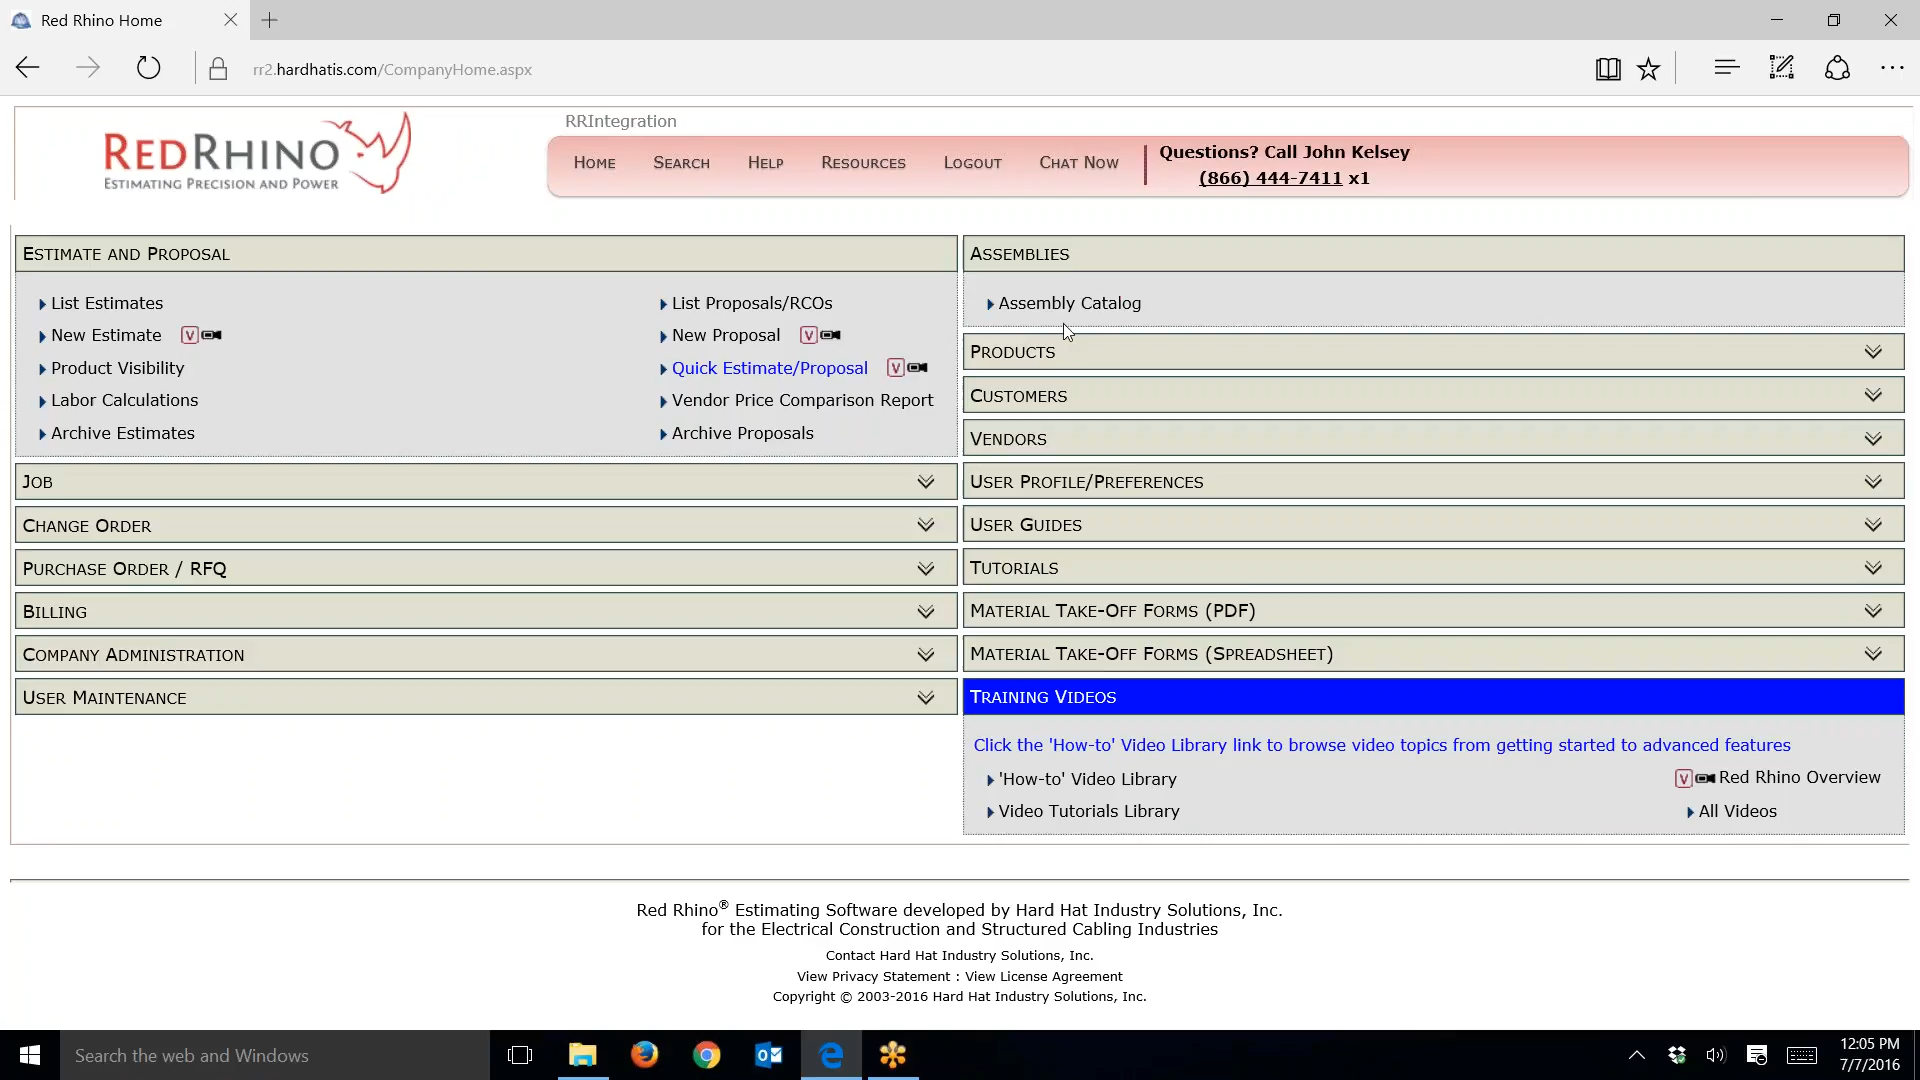 Red Rhino Home
rr2.hardhatis.com/CompanyHome.aspx
REDRHINO
ESTIMATING PRECISION AND POWER
RRIntegration
HOME SEARCH HELP RESOURCES LOGOUT CHAT NOW
Questions? Call John Kelsey
(866) 444-7411 x1
ESTIMATE AND PROPOSAL
List Estimates
New Estimate V
Product Visibility
Labor Calculations
Archive Estimates
List Proposals/RCOs
New Proposal V
Quick Estimate/Proposal V
Vendor Price Comparison Report
Archive Proposals
JOB
CHANGE ORDER
PURCHASE ORDER / RFQ
BILLING
COMPANY ADMINISTRATION
USER MAINTENANCE
ASSEMBLIES
Assembly Catalog
PRODUCTS
CUSTOMERS
VENDORS
USER PROFILE/PREFERENCES
USER GUIDES
TUTORIALS
MATERIAL TAKE-OFF FORMS (PDF)
MATERIAL TAKE-OFF FORMS (SPREADSHEET)
TRAINING VIDEOS
Click the 'How-to' Video Library link to browse video topics from getting started to advanced features
'How-to' Video Library
V Red Rhino Overview
Video Tutorials Library
All Videos
Red Rhino® Estimating Software developed by Hard Hat Industry Solutions, Inc.
for the Electrical Construction and Structured Cabling Industries
Contact Hard Hat Industry Solutions, Inc.
View Privacy Statement : View License Agreement
Copyright © 2003-2016 Hard Hat Industry Solutions, Inc.
Search the web and Windows
12:05 PM
7/7/2016